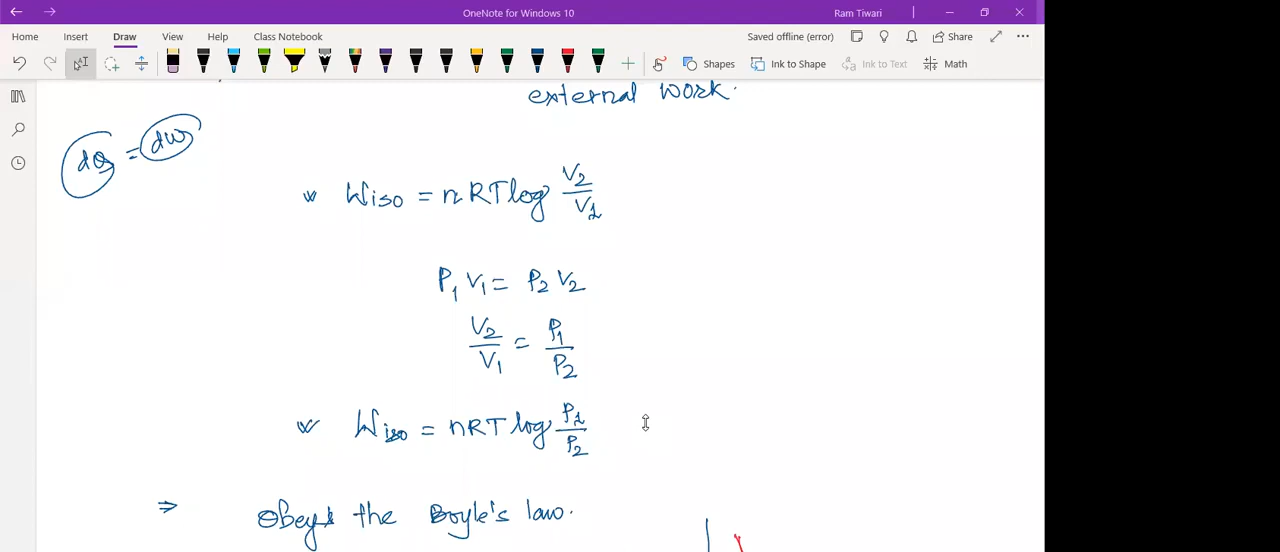 OneNote for Windows 10
Ram Tiwari
Home Insert Draw View Help Class Notebook
Saved offline (error)
Share
Shapes
Ink to Shape
Ink to Text
Math
external work.
dQ = dW
Wiso = nRT log V2/V1
P1 V1 = P2 V2
V2/V1 = P1/P2
Wiso = nRT log P1/P2
⇒ Obeys the Boyle's law.